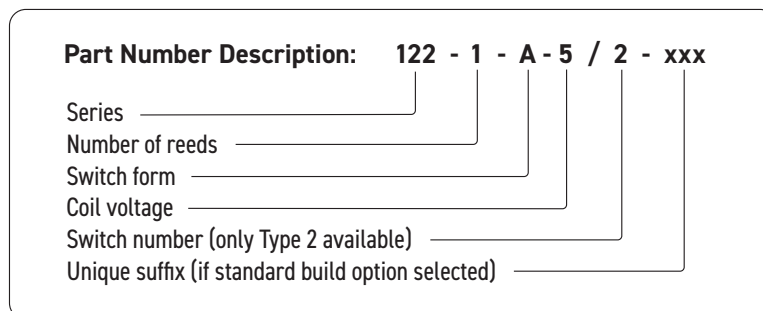 Part Number Description: 122 - 1 - A - 5 / 2 - xxx
Series
Number of reeds
Switch form
Coil voltage
Switch number (only Type 2 available)
Unique suffix (if standard build option selected)